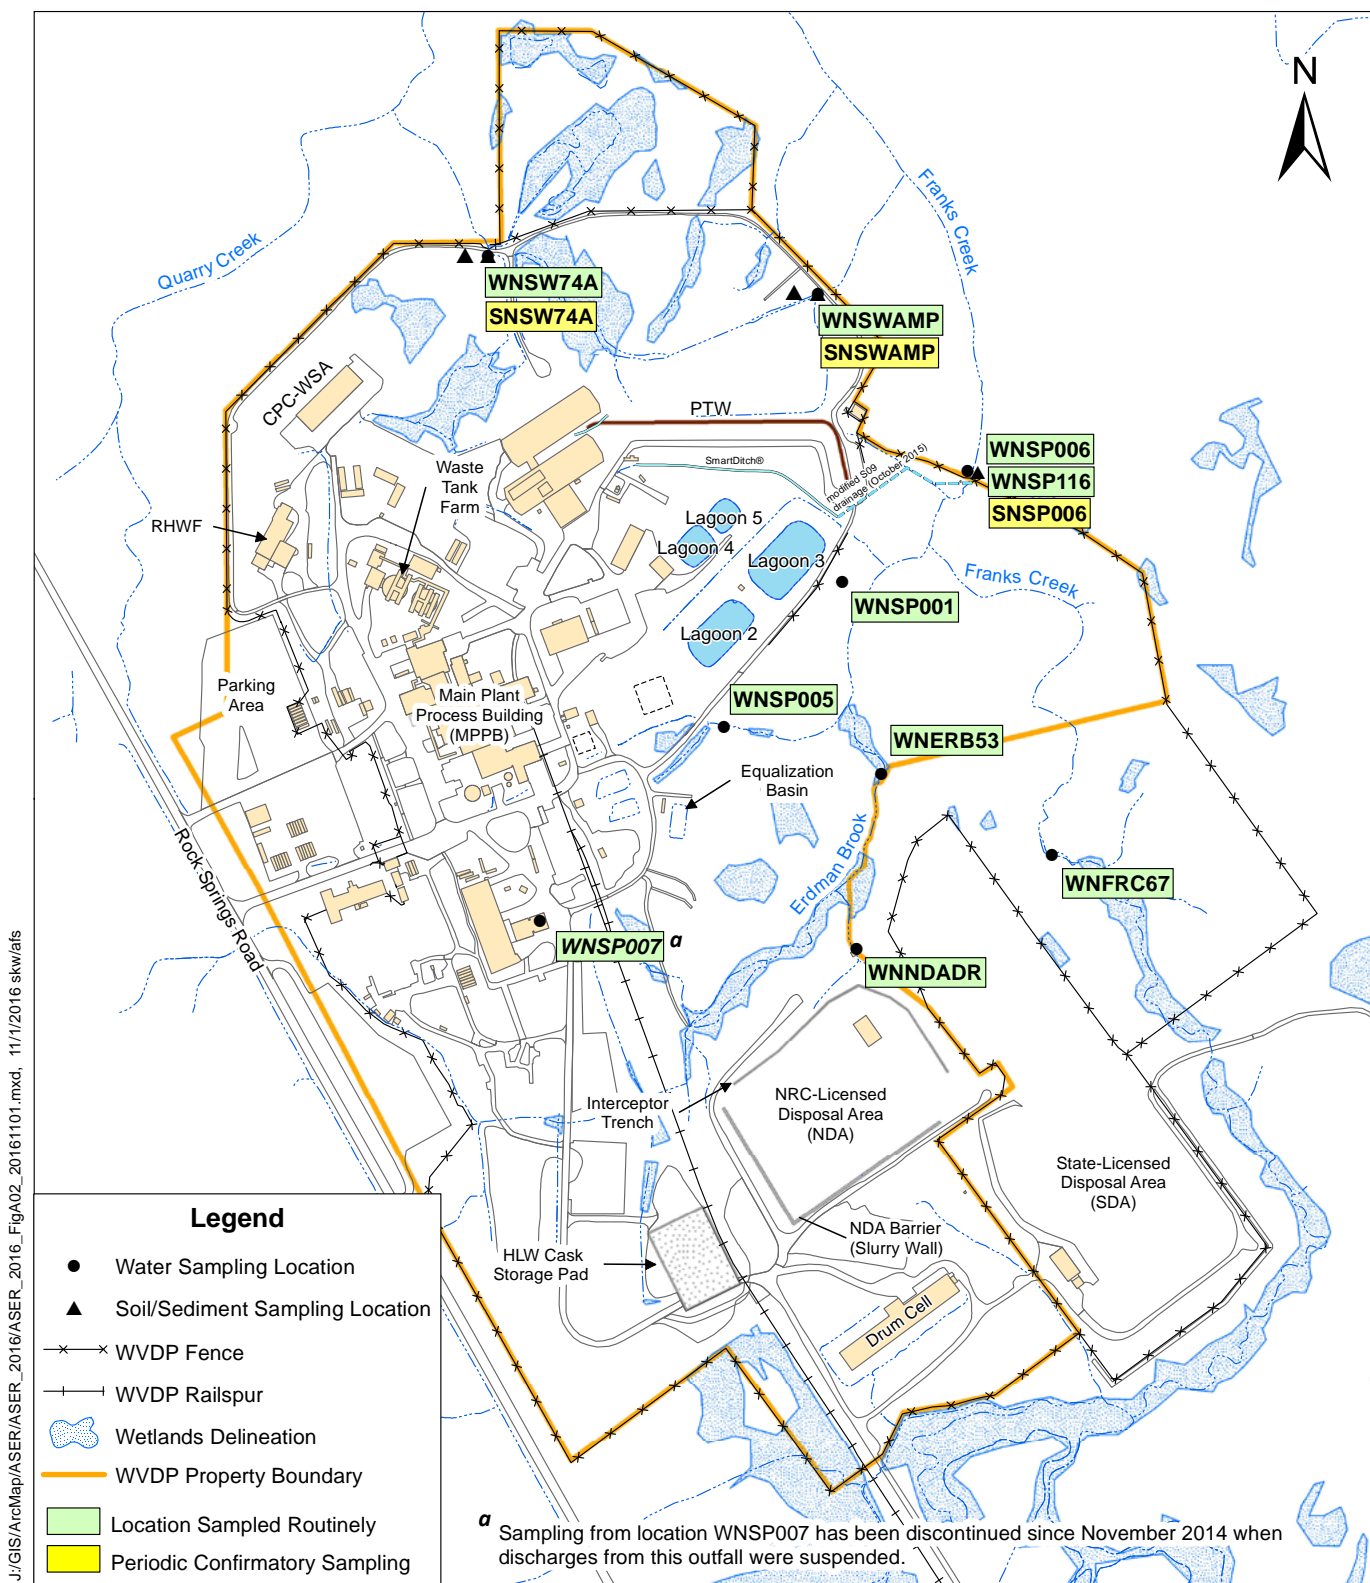 N
Franks Creek
Quarry Creek
WNSW74A
SNSW74A
WNSWAMP
SNSWAMP
CPC-WSA
PTW
SmartDitch®
modified S09
drainage (October 2015)
WNSP006
WNSP116
SNSP006
Waste
Tank
Farm
RHWF
Lagoon 5
Lagoon 4
Lagoon 3
Lagoon 2
Franks Creek
WNSP001
Parking
Area
Main Plant
Process Building
(MPPB)
WNSP005
WNERB53
Equalization
Basin
Erdman Brook
Rock Springs Road
WNFRC67
WNSP007 a
WNNDADR
Interceptor
Trench
NRC-Licensed
Disposal Area
(NDA)
State-Licensed
Disposal Area
(SDA)
NDA Barrier
(Slurry Wall)
HLW Cask
Storage Pad
Drum Cell
Legend
Water Sampling Location
Soil/Sediment Sampling Location
WVDP Fence
WVDP Railspur
Wetlands Delineation
WVDP Property Boundary
Location Sampled Routinely
Periodic Confirmatory Sampling
a Sampling from location WNSP007 has been discontinued since November 2014 when
discharges from this outfall were suspended.
J:/GIS/ArcMap/ASER/ASER_2016/ASER_2016_FigA02_20161101.mxd, 11/1/2016 skw/afs